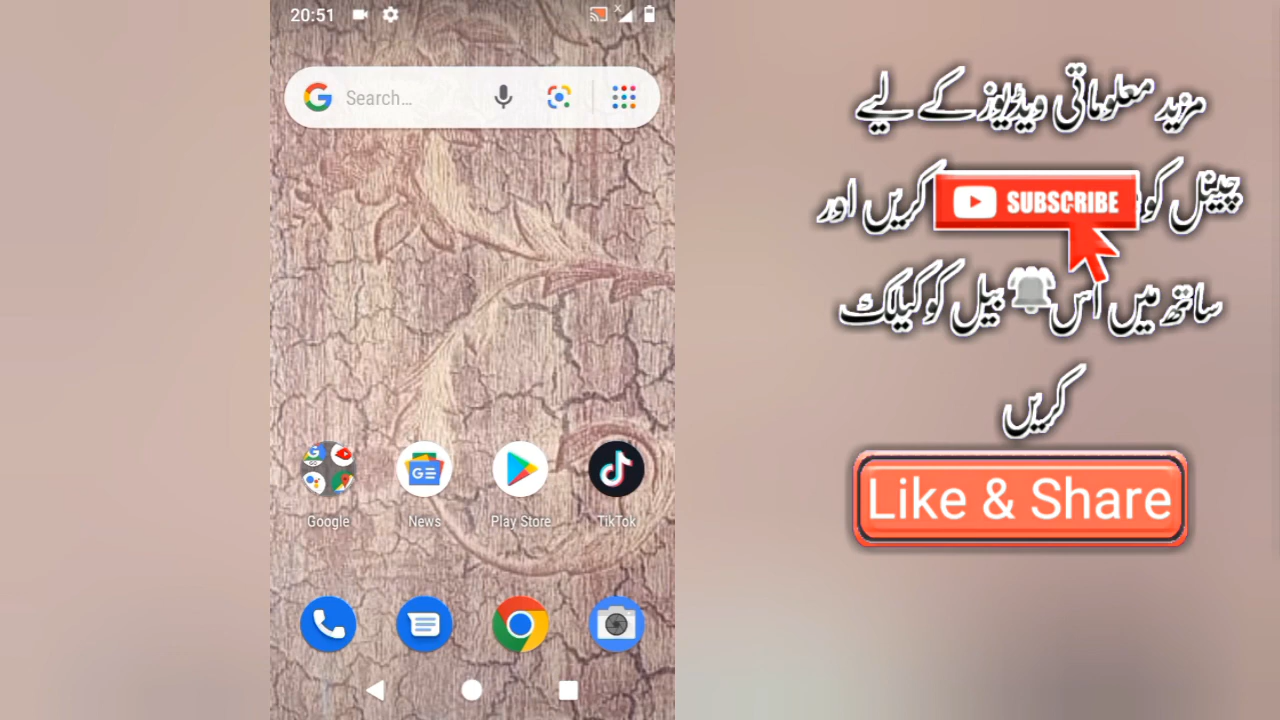 20:51
Search...
Google
News
Play Store
TikTok
مزید معلوماتی ویڈیوز کے لیے
چینل کو SUBSCRIBE کریں اور
ساتھ میں اس بیل کو کیلک
کریں
Like & Share